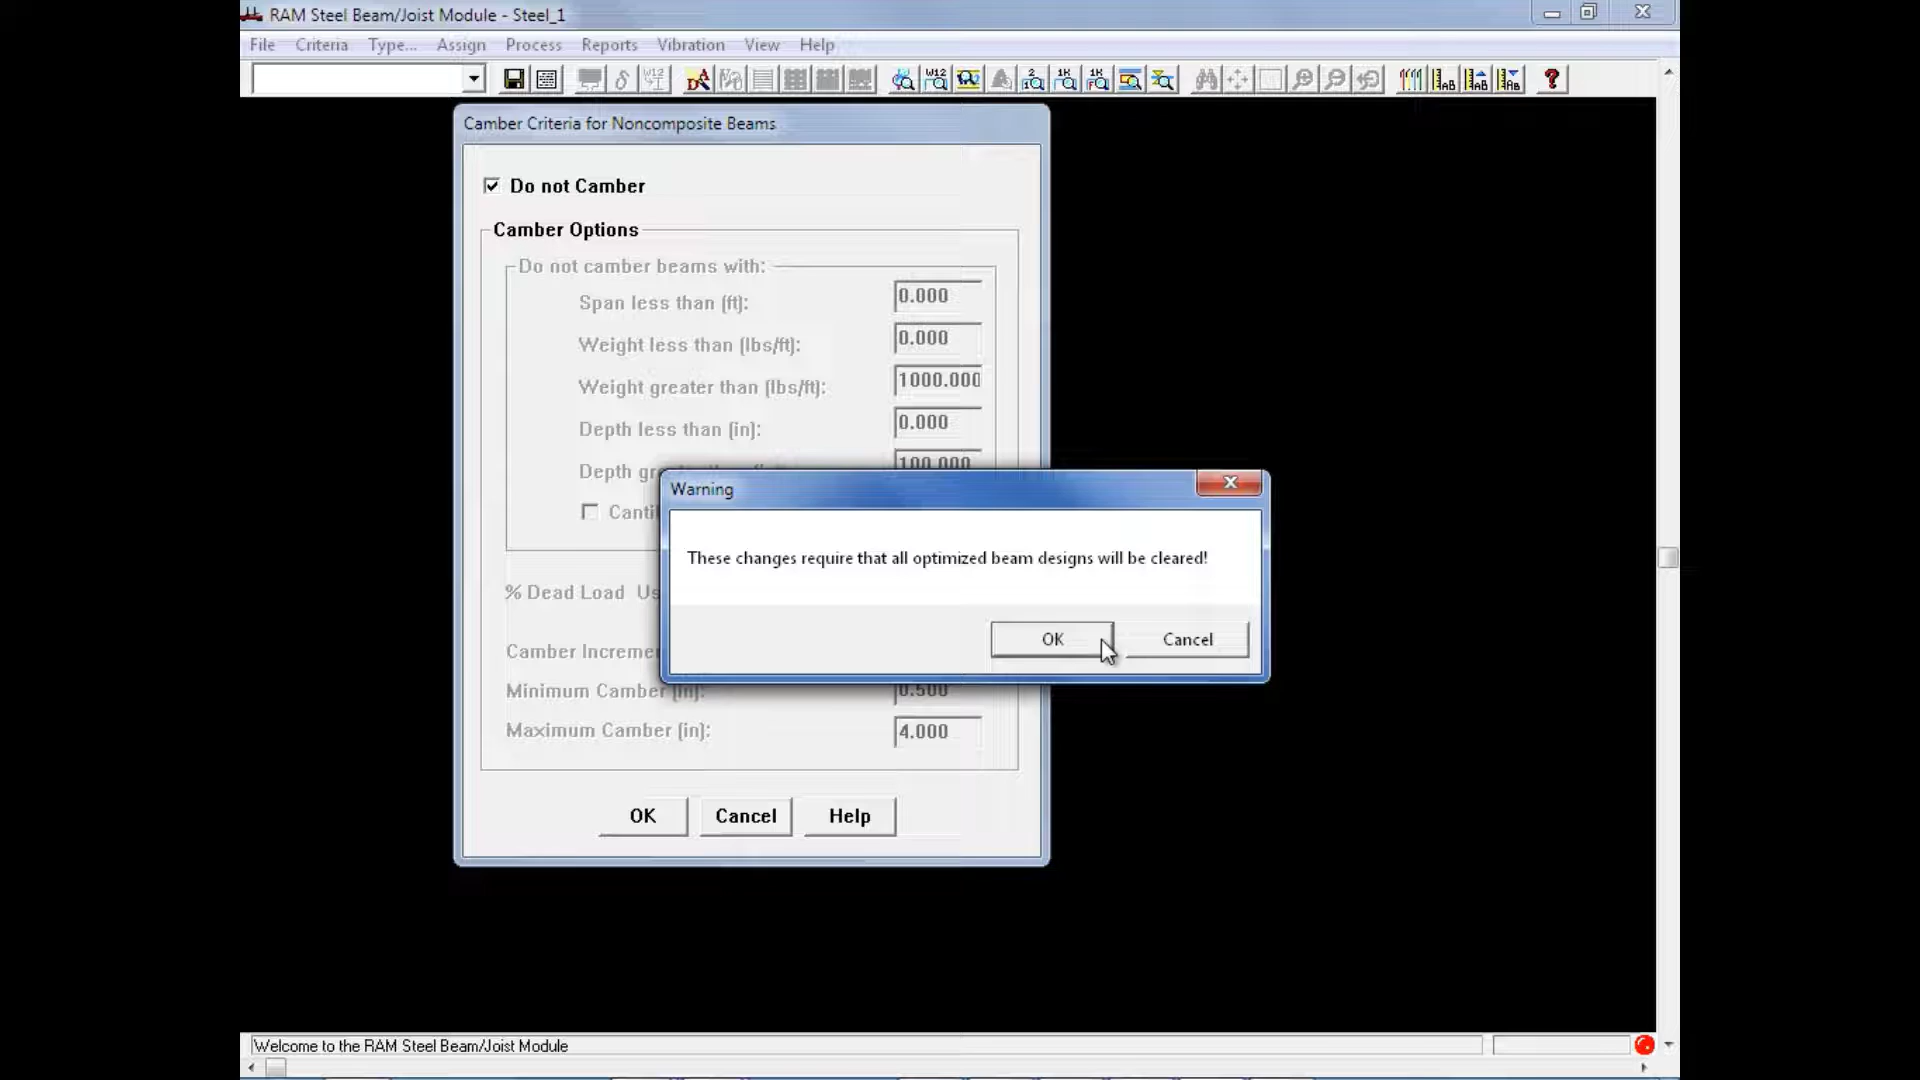 RAM Steel Beam/Joist Module - Steel_1
File Criteria Type... Assign Process Reports Vibration View Help
Camber Criteria for Noncomposite Beams
Do not Camber
Camber Options
Do not camber beams with:
Span less than (ft): 0.000
Weight less than (lbs/ft): 0.000
Weight greater than (lbs/ft): 1000.000
Depth less than (in): 0.000
Depth gr 100.000
Canti
Warning
These changes require that all optimized beam designs will be cleared!
OK Cancel
% Dead Load Us
Camber Increme
Minimum Camber (in): 0.500
Maximum Camber (in): 4.000
OK Cancel Help
Welcome to the RAM Steel Beam/Joist Module